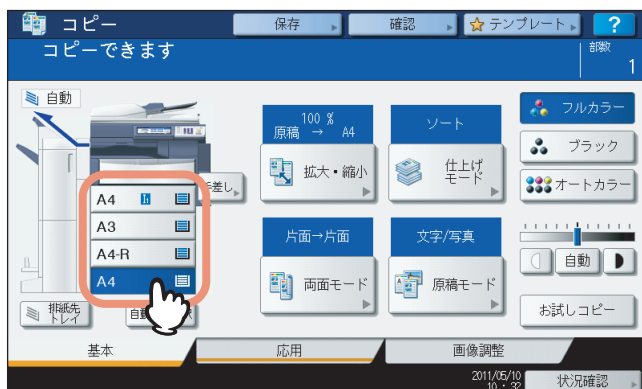 コピー
保存
確認
テンプレート
?
コピーできます
部数
1
自動
100 %
原稿 → A4
ソート
フルカラー
拡大・縮小
仕上げ
モード
ブラック
オートカラー
A4
A3
A4-R
A4
片面→片面
文字/写真
両面モード
原稿モード
自動
排紙先
トレイ
お試しコピー
基本
応用
画像調整
2011/05/10
10:32
状況確認